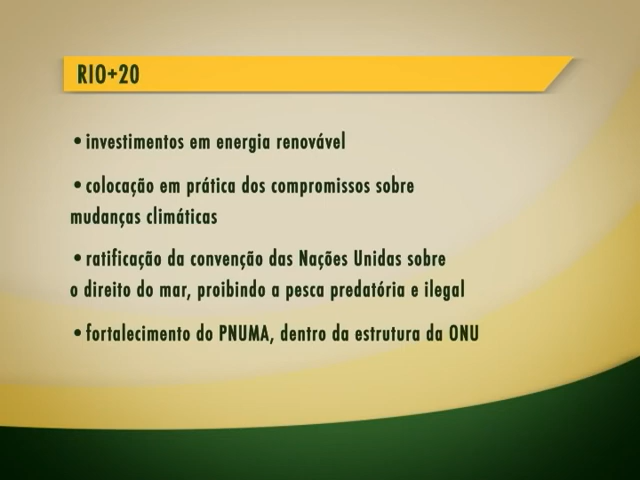 RIO+20
• investimentos em energia renovável
• colocação em prática dos compromissos sobre
mudanças climáticas
• ratificação da convenção das Nações Unidas sobre
o direito do mar, proibindo a pesca predatória e ilegal
• fortalecimento do PNUMA, dentro da estrutura da ONU